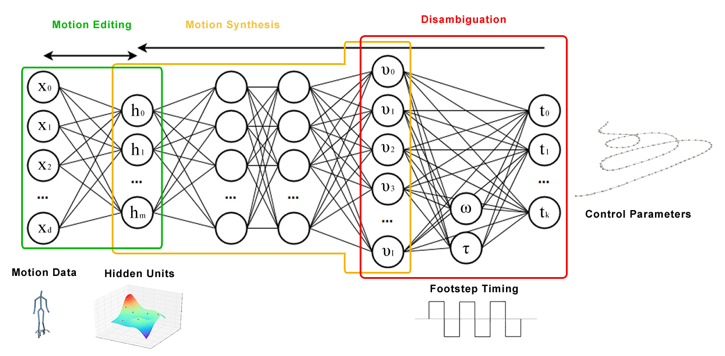 Motion Editing
Motion Synthesis
Disambiguation
x0
x1
x2
...
xd
h0
h1
...
hm
...
...
υ0
υ1
υ2
υ3
...
υl
ω
τ
t0
t1
...
tk
Control Parameters
Motion Data
Hidden Units
Footstep Timing